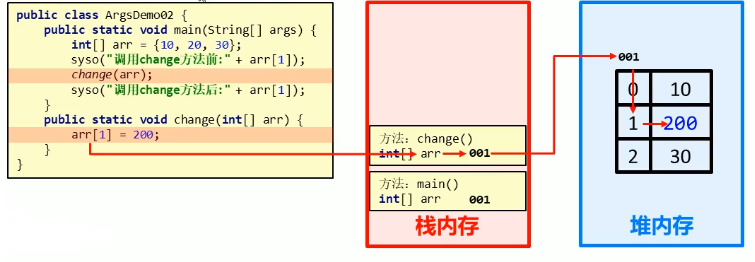 public class ArgsDemo02 {
public static void main(String[] args) {
int[] arr = {10, 20, 30};
syso("调用change方法前:" + arr[1]);
change(arr);
syso("调用change方法后:" + arr[1]);
}
public static void change(int[] arr) {
arr[1] = 200;
}
}
方法: change()
int[] arr 001
方法: main()
int[] arr 001
栈内存
001
0 10
1 200
2 30
堆内存